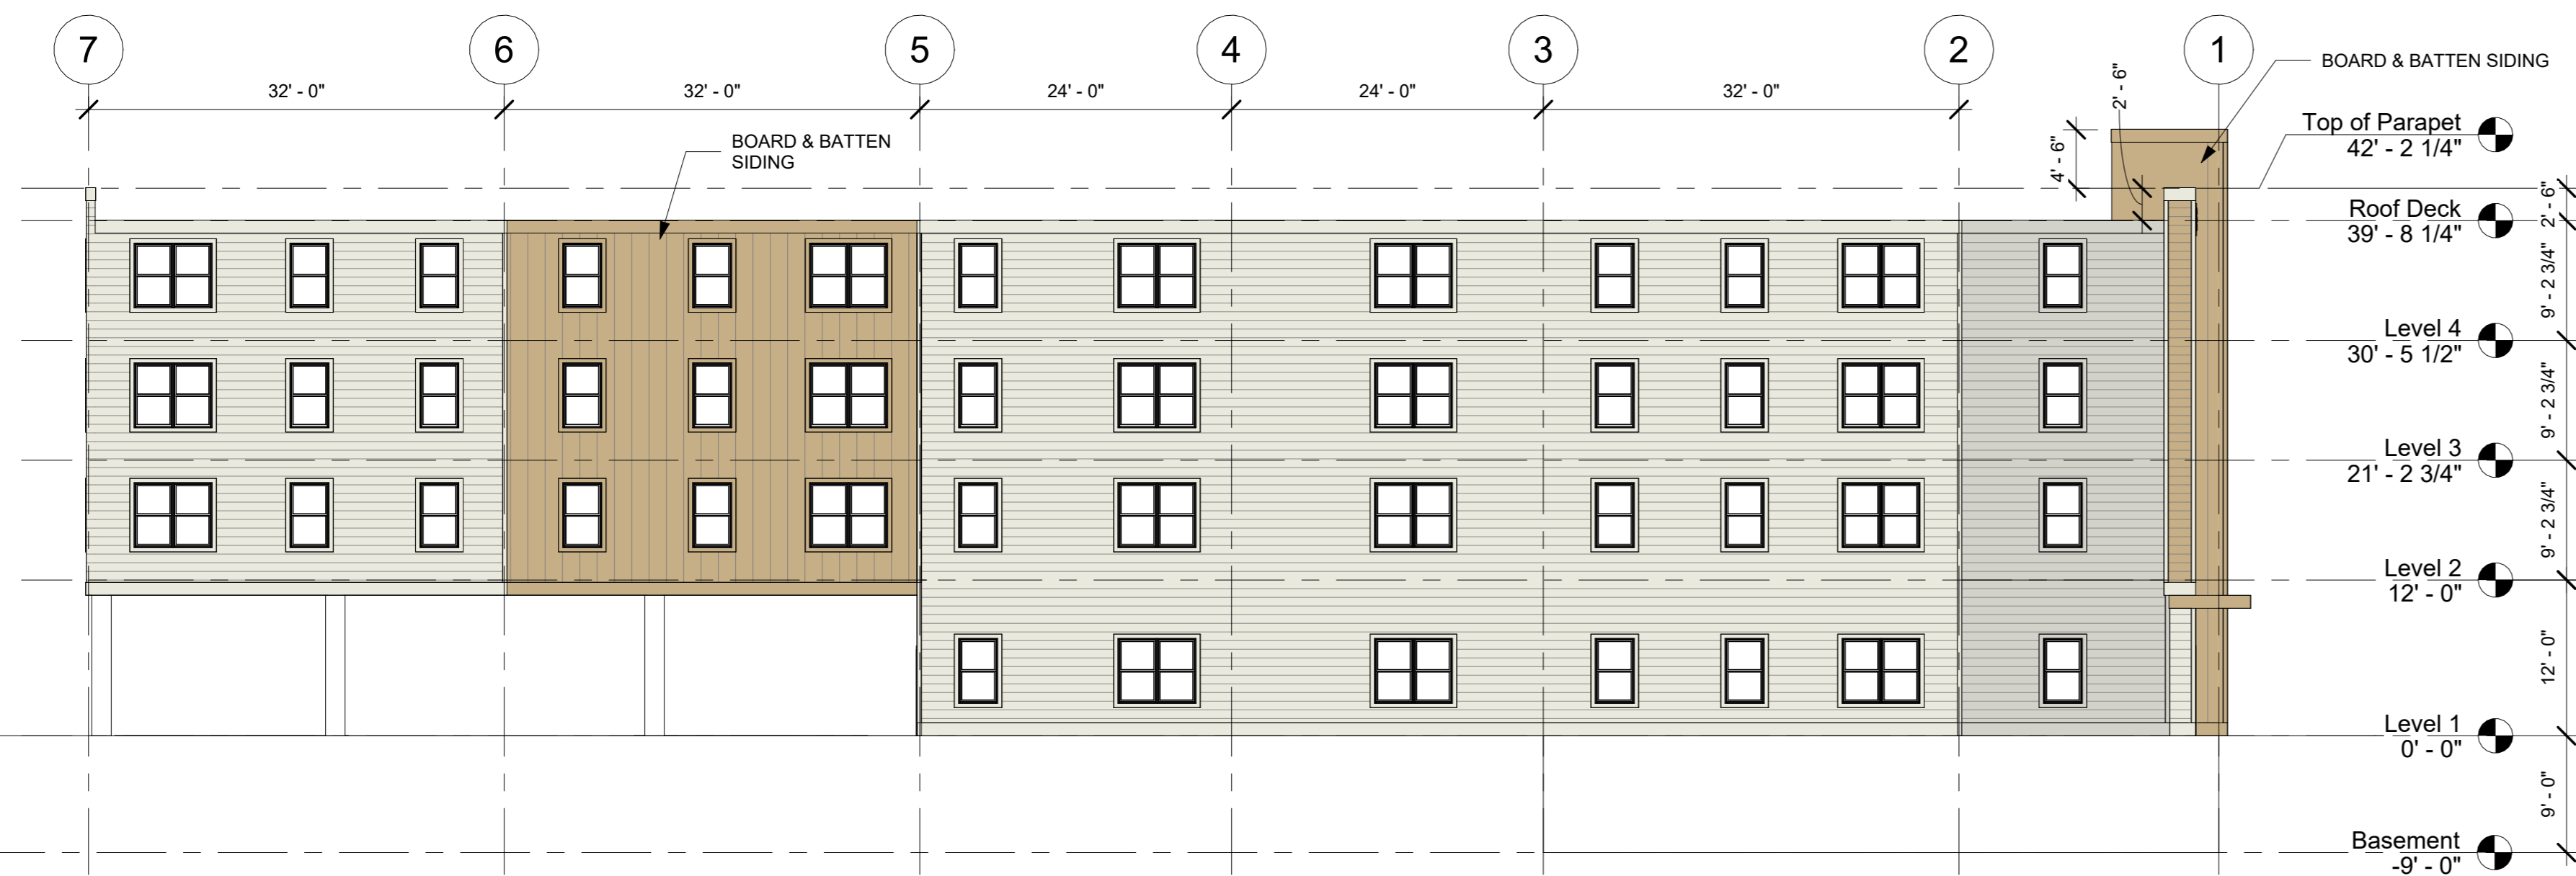 7
6
5
4
3
2
1
32' - 0"
32' - 0"
24' - 0"
24' - 0"
32' - 0"
BOARD & BATTEN SIDING
BOARD & BATTEN
SIDING
2' - 6"
4' - 6"
Top of Parapet
42' - 2 1/4"
Roof Deck
39' - 8 1/4"
Level 4
30' - 5 1/2"
Level 3
21' - 2 3/4"
Level 2
12' - 0"
Level 1
0' - 0"
Basement
-9' - 0"
2' - 6"
9' - 2 3/4"
9' - 2 3/4"
9' - 2 3/4"
12' - 0"
9' - 0"